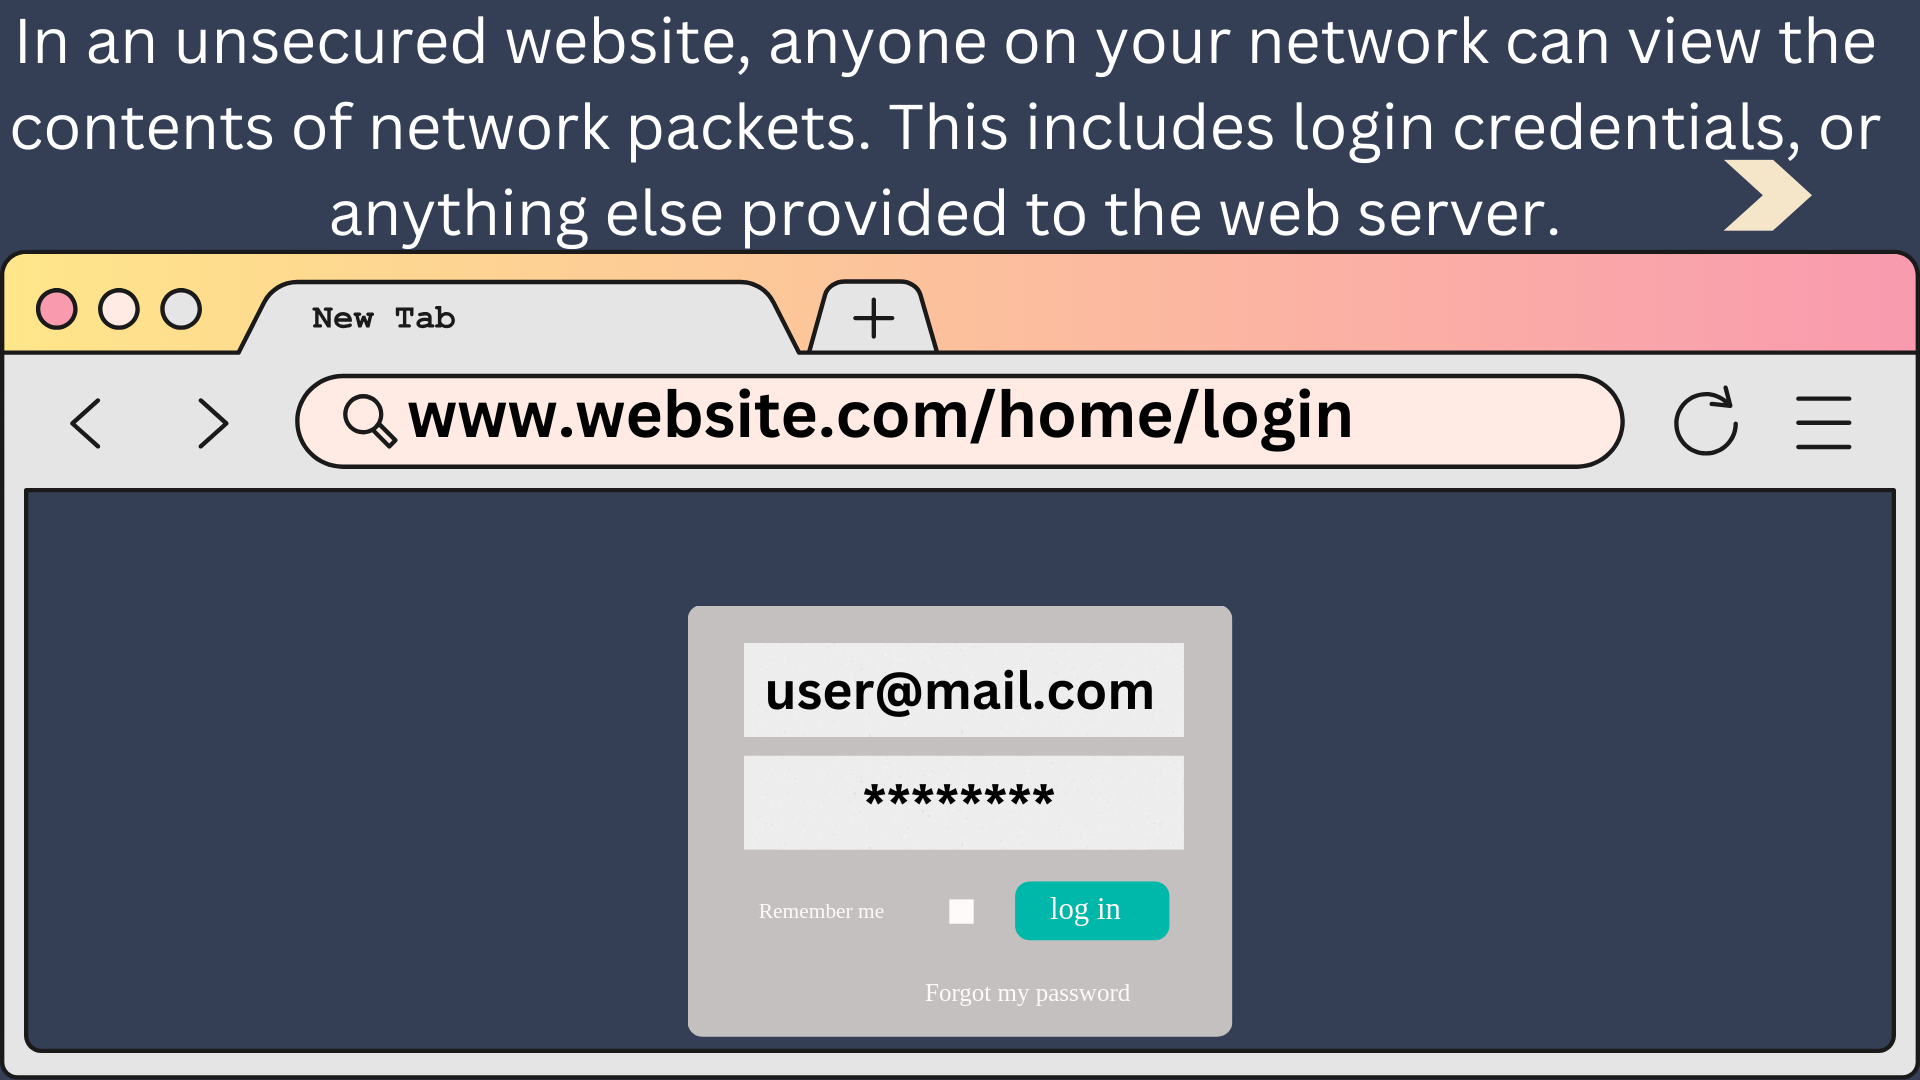 In an unsecured website, anyone on your network can view the
contents of network packets. This includes login credentials, or
anything else provided to the web server.
New Tab
www.website.com/home/login
user@mail.com
********
Remember me
log in
Forgot my password